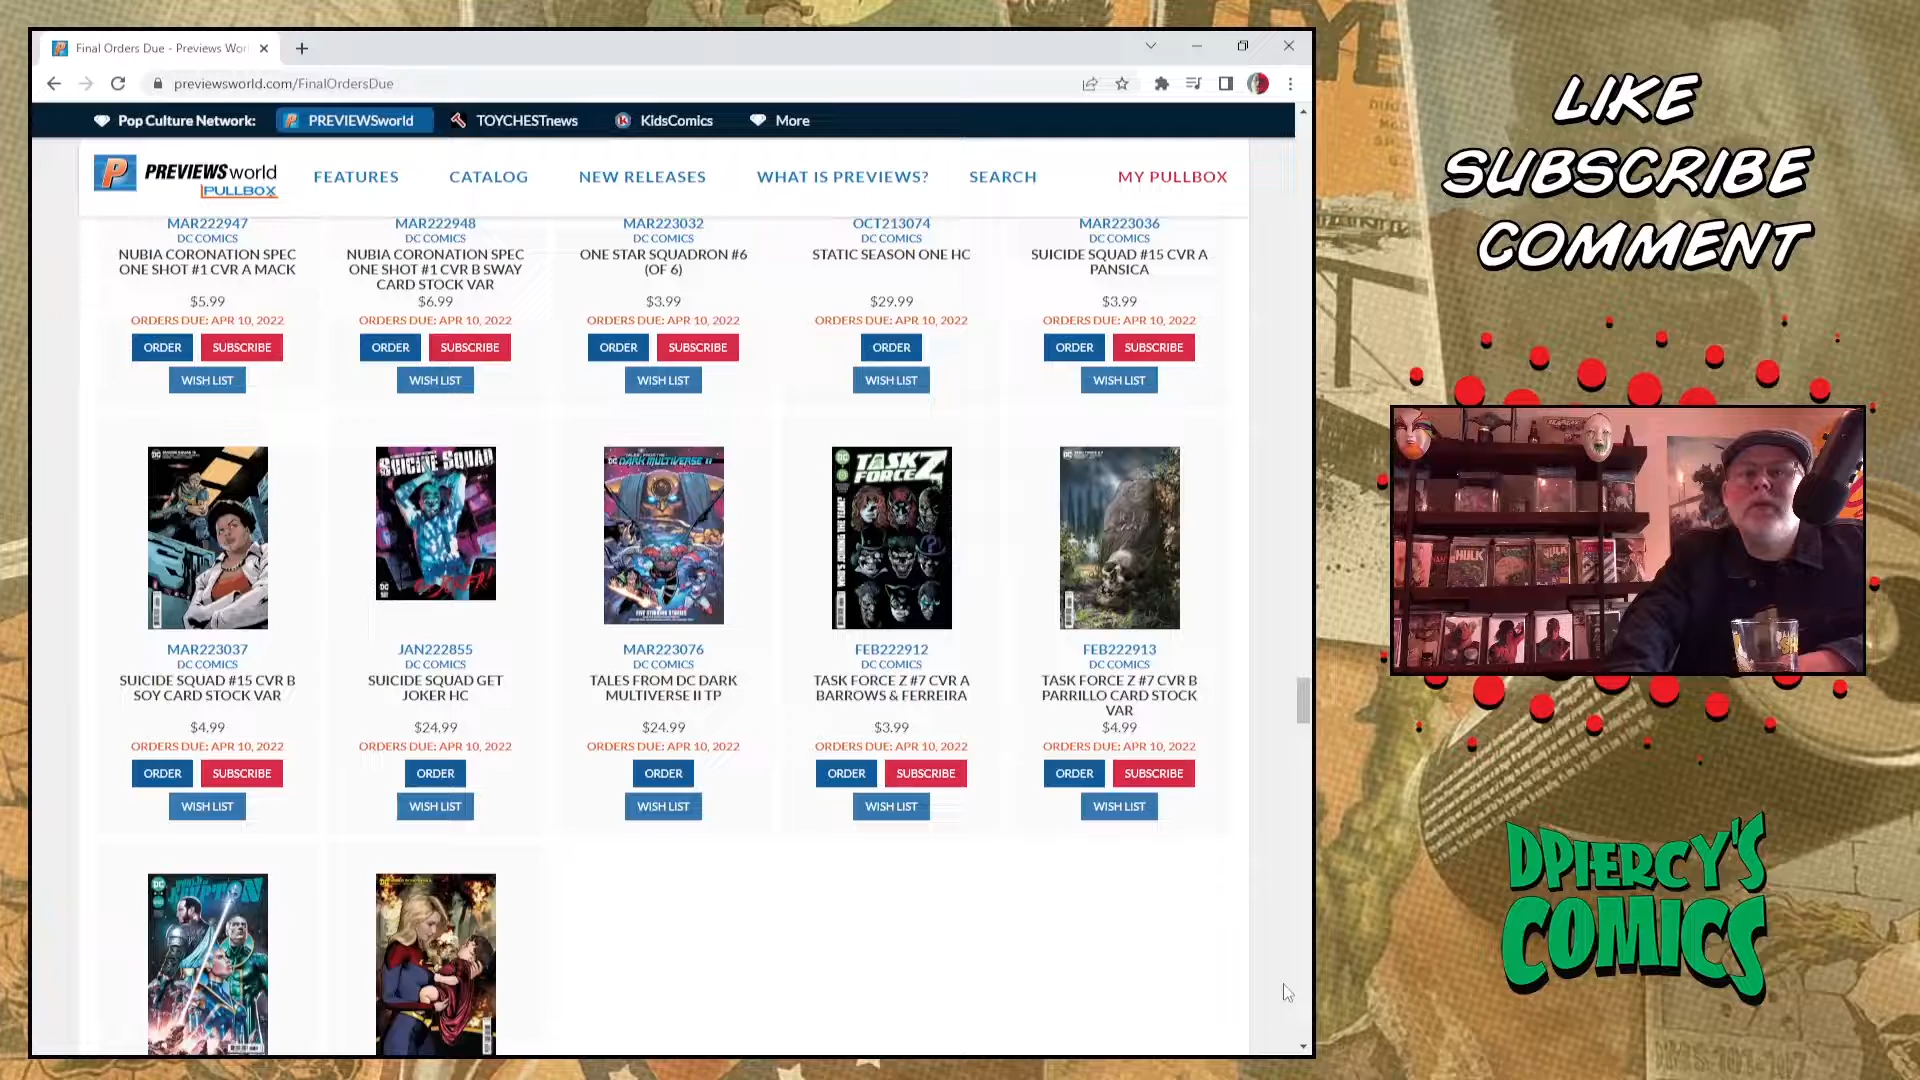 Final Orders Due - Previews Wor
previewsworld.com/FinalOrdersDue
Pop Culture Network:
PREVIEWSworld
TOYCHESTnews
KidsComics
More
PREVIEWSworld
PULLBOX
FEATURES
CATALOG
NEW RELEASES
WHAT IS PREVIEWS?
SEARCH
MY PULLBOX
MAR222947
DC COMICS
NUBIA CORONATION SPEC
ONE SHOT #1 CVR A MACK
$5.99
ORDERS DUE: APR 10, 2022
ORDER
SUBSCRIBE
WISH LIST
MAR222948
DC COMICS
NUBIA CORONATION SPEC
ONE SHOT #1 CVR B SWAY
CARD STOCK VAR
$6.99
ORDERS DUE: APR 10, 2022
ORDER
SUBSCRIBE
WISH LIST
MAR223032
DC COMICS
ONE STAR SQUADRON #6
(OF 6)
$3.99
ORDERS DUE: APR 10, 2022
ORDER
SUBSCRIBE
WISH LIST
OCT213074
DC COMICS
STATIC SEASON ONE HC
$29.99
ORDERS DUE: APR 10, 2022
ORDER
WISH LIST
MAR223036
DC COMICS
SUICIDE SQUAD #15 CVR A
PANSICA
$3.99
ORDERS DUE: APR 10, 2022
ORDER
SUBSCRIBE
WISH LIST
MAR223037
DC COMICS
SUICIDE SQUAD #15 CVR B
SOY CARD STOCK VAR
$4.99
ORDERS DUE: APR 10, 2022
ORDER
SUBSCRIBE
WISH LIST
SUICIDE SQUAD
JAN222855
DC COMICS
SUICIDE SQUAD GET
JOKER HC
$24.99
ORDERS DUE: APR 10, 2022
ORDER
WISH LIST
DARK MULTIVERSE II
MAR223076
DC COMICS
TALES FROM DC DARK
MULTIVERSE II TP
$24.99
ORDERS DUE: APR 10, 2022
ORDER
WISH LIST
TASK
FORCE Z
FEB222912
DC COMICS
TASK FORCE Z #7 CVR A
BARROWS & FERREIRA
$3.99
ORDERS DUE: APR 10, 2022
ORDER
SUBSCRIBE
WISH LIST
FEB222913
DC COMICS
TASK FORCE Z #7 CVR B
PARRILLO CARD STOCK
VAR
$4.99
ORDERS DUE: APR 10, 2022
ORDER
SUBSCRIBE
WISH LIST
LIKE
SUBSCRIBE
COMMENT
HULK
DPIERCY'S
COMICS